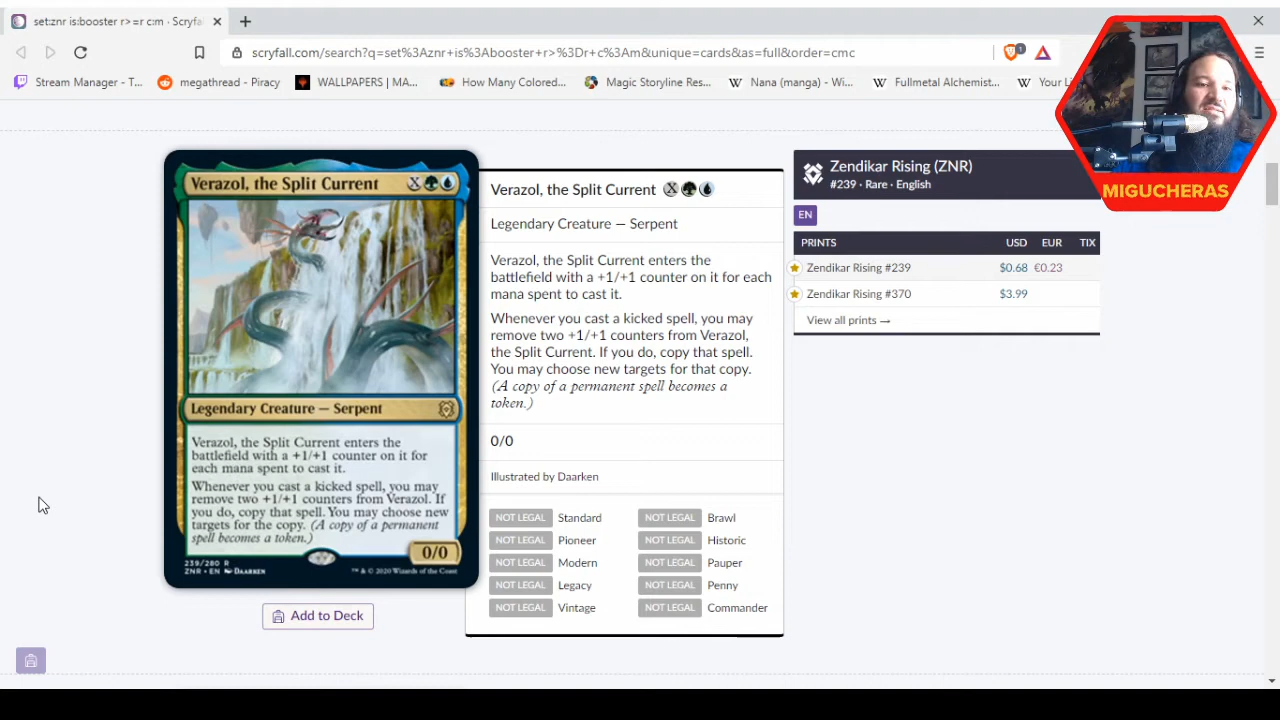 set:znr is:booster r>=r c:m · Scryfa
scryfall.com/search?q=set%3Aznr+is%3Abooster+r>%3Dr+c%3Am&unique=cards&as=full&order=cmc
1
Stream Manager - T...
megathread - Piracy
WALLPAPERS | MA...
How Many Colored...
Magic Storyline Res...
Nana (manga) - Wi...
Fullmetal Alchemist...
Your Li
MIGUCHERAS
Verazol, the Split Current X
Legendary Creature — Serpent
Verazol, the Split Current enters the
battlefield with a +1/+1 counter on it for
each mana spent to cast it.
Whenever you cast a kicked spell, you may
remove two +1/+1 counters from Verazol. If
you do, copy that spell. You may choose new
targets for the copy. (A copy of a permanent
spell becomes a token.)
0/0
239/280 R
ZNR • EN DAARKEN
™ & © 2020 Wizards of the Coast
Add to Deck
Verazol, the Split Current X
Legendary Creature — Serpent
Verazol, the Split Current enters the
battlefield with a +1/+1 counter on it for each
mana spent to cast it.
Whenever you cast a kicked spell, you may
remove two +1/+1 counters from Verazol,
the Split Current. If you do, copy that spell.
You may choose new targets for that copy.
(A copy of a permanent spell becomes a
token.)
0/0
Illustrated by Daarken
NOT LEGAL Standard NOT LEGAL Brawl
NOT LEGAL Pioneer NOT LEGAL Historic
NOT LEGAL Modern NOT LEGAL Pauper
NOT LEGAL Legacy NOT LEGAL Penny
NOT LEGAL Vintage NOT LEGAL Commander
Zendikar Rising (ZNR)
#239 · Rare · English
EN
PRINTS USD EUR TIX
Zendikar Rising #239 $0.68 €0.23
Zendikar Rising #370 $3.99
View all prints →